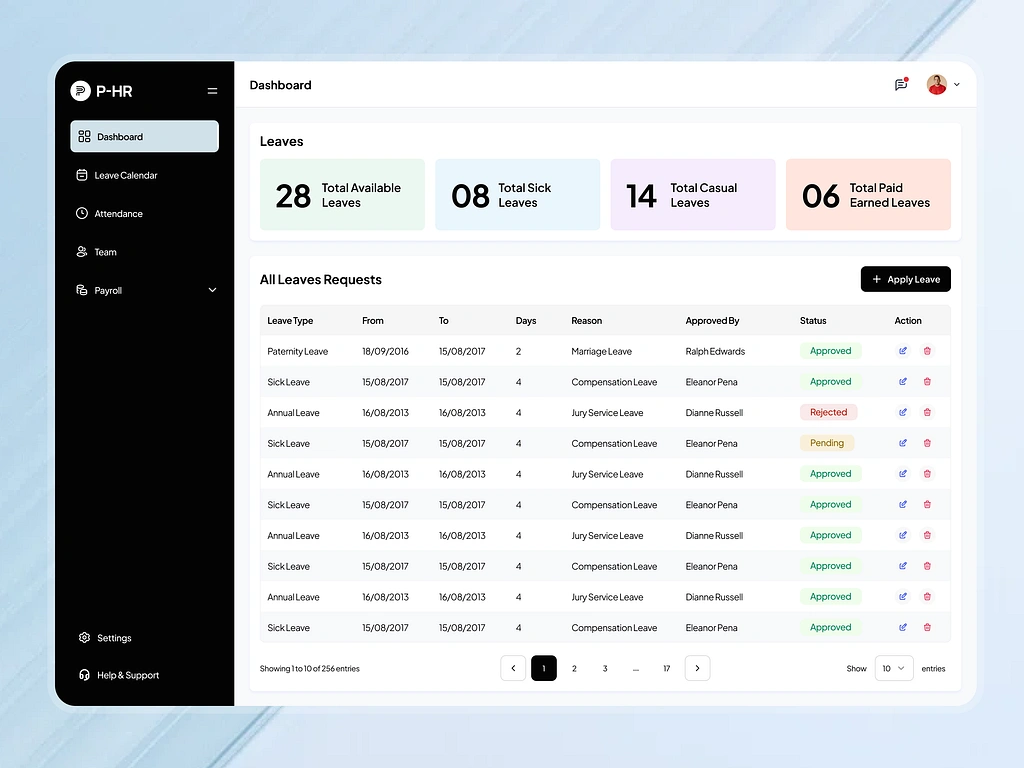 P-HR
Dashboard
Leave Calendar
Attendance
Team
Payroll
Settings
Help & Support
Dashboard
Leaves
28 Total Available
Leaves
08 Total Sick
Leaves
14 Total Casual
Leaves
06 Total Paid
Earned Leaves
All Leaves Requests
+ Apply Leave
Leave Type From To Days Reason Approved By Status Action
Paternity Leave 18/09/2016 15/08/2017 2 Marriage Leave Ralph Edwards Approved
Sick Leave 15/08/2017 15/08/2017 4 Compensation Leave Eleanor Pena Approved
Annual Leave 16/08/2013 16/08/2013 4 Jury Service Leave Dianne Russell Rejected
Sick Leave 15/08/2017 15/08/2017 4 Compensation Leave Eleanor Pena Pending
Annual Leave 16/08/2013 16/08/2013 4 Jury Service Leave Dianne Russell Approved
Sick Leave 15/08/2017 15/08/2017 4 Compensation Leave Eleanor Pena Approved
Annual Leave 16/08/2013 16/08/2013 4 Jury Service Leave Dianne Russell Approved
Sick Leave 15/08/2017 15/08/2017 4 Compensation Leave Eleanor Pena Approved
Annual Leave 16/08/2013 16/08/2013 4 Jury Service Leave Dianne Russell Approved
Sick Leave 15/08/2017 15/08/2017 4 Compensation Leave Eleanor Pena Approved
Showing 1 to 10 of 256 entries
1 2 3 ... 17
Show 10 entries